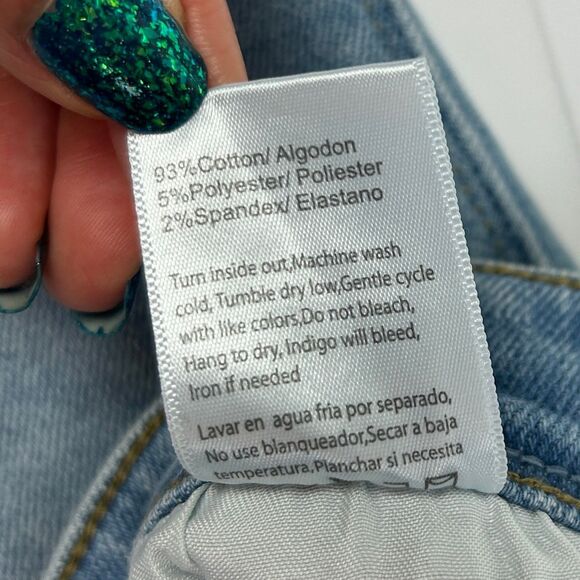 93%Cotton/ Algodon
5%Polyester/ Poliester
2%Spandex/ Elastano
Turn inside out,Machine wash
cold, Tumble dry low,Gentle cycle
with like colors,Do not bleach,
Hang to dry, Indigo will bleed,
Iron if needed
Lavar en agua fria por separado,
No use blanqueador,Secar a baja
temperatura,Planchar si necesita